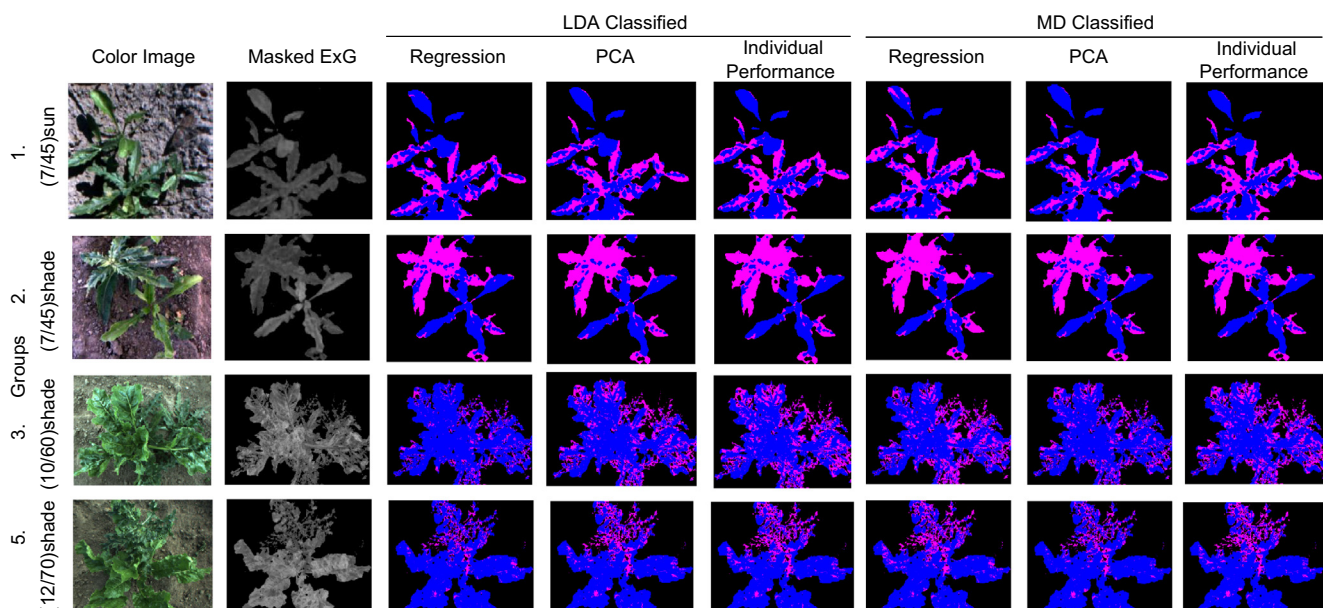 LDA Classified
MD Classified
Color Image
Masked ExG
Regression
PCA
Individual
Performance
Regression
PCA
Individual
Performance
Groups
1.
(7/45)sun
2.
(7/45)shade
3.
(10/60)shade
5.
(12/70)shade